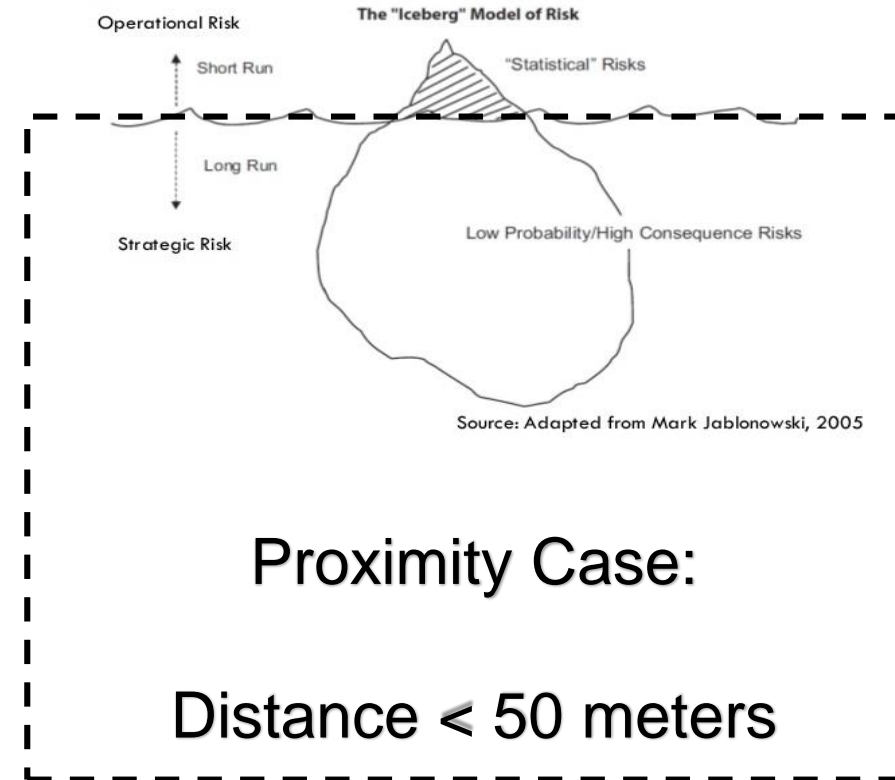 The "Iceberg" Model of Risk
Operational Risk
Short Run
"Statistical" Risks
Long Run
Strategic Risk
Low Probability/High Consequence Risks
Source: Adapted from Mark Jablonowski, 2005
Proximity Case:
Distance < 50 meters